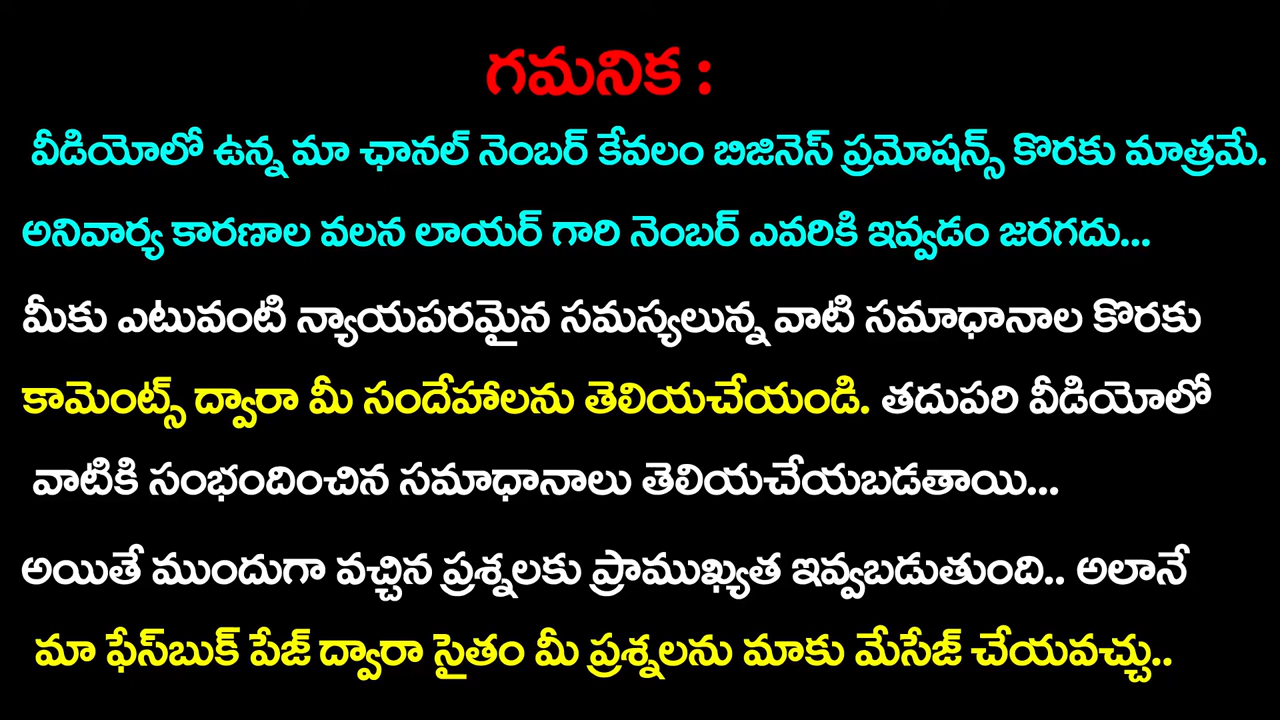 గమనిక :
వీడియోలో ఉన్న మా ఛానల్ నెంబర్ కేవలం బిజినెస్ ప్రమోషన్స్ కొరకు మాత్రమే.
అనివార్య కారణాల వలన లాయర్ గారి నెంబర్ ఎవరికి ఇవ్వడం జరగదు...
మీకు ఎటువంటి న్యాయపరమైన సమస్యలున్న వాటి సమాధానాల కొరకు
కామెంట్స్ ద్వారా మీ సందేహాలను తెలియచేయండి. తదుపరి వీడియోలో
వాటికి సంభందించిన సమాధానాలు తెలియచేయబడతాయి...
అయితే ముందుగా వచ్చిన ప్రశ్నలకు ప్రాముఖ్యత ఇవ్వబడుతుంది.. అలానే
మా ఫేస్‌బుక్ పేజ్ ద్వారా సైతం మీ ప్రశ్నలను మాకు మేసేజ్ చేయవచ్చు..